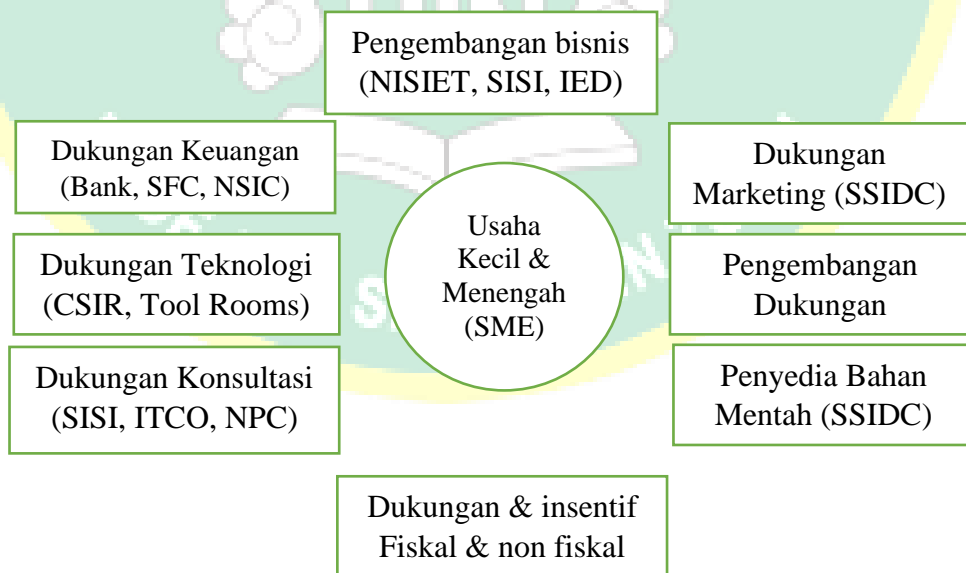 Pengembangan bisnis
(NISIET, SISI, IED)
Dukungan Keuangan
(Bank, SFC, NSIC)
Dukungan Teknologi
(CSIR, Tool Rooms)
Dukungan Konsultasi
(SISI, ITCO, NPC)
Usaha
Kecil &
Menengah
(SME)
Dukungan
Marketing (SSIDC)
Pengembangan
Dukungan
Penyedia Bahan
Mentah (SSIDC)
Dukungan & insentif
Fiskal & non fiskal